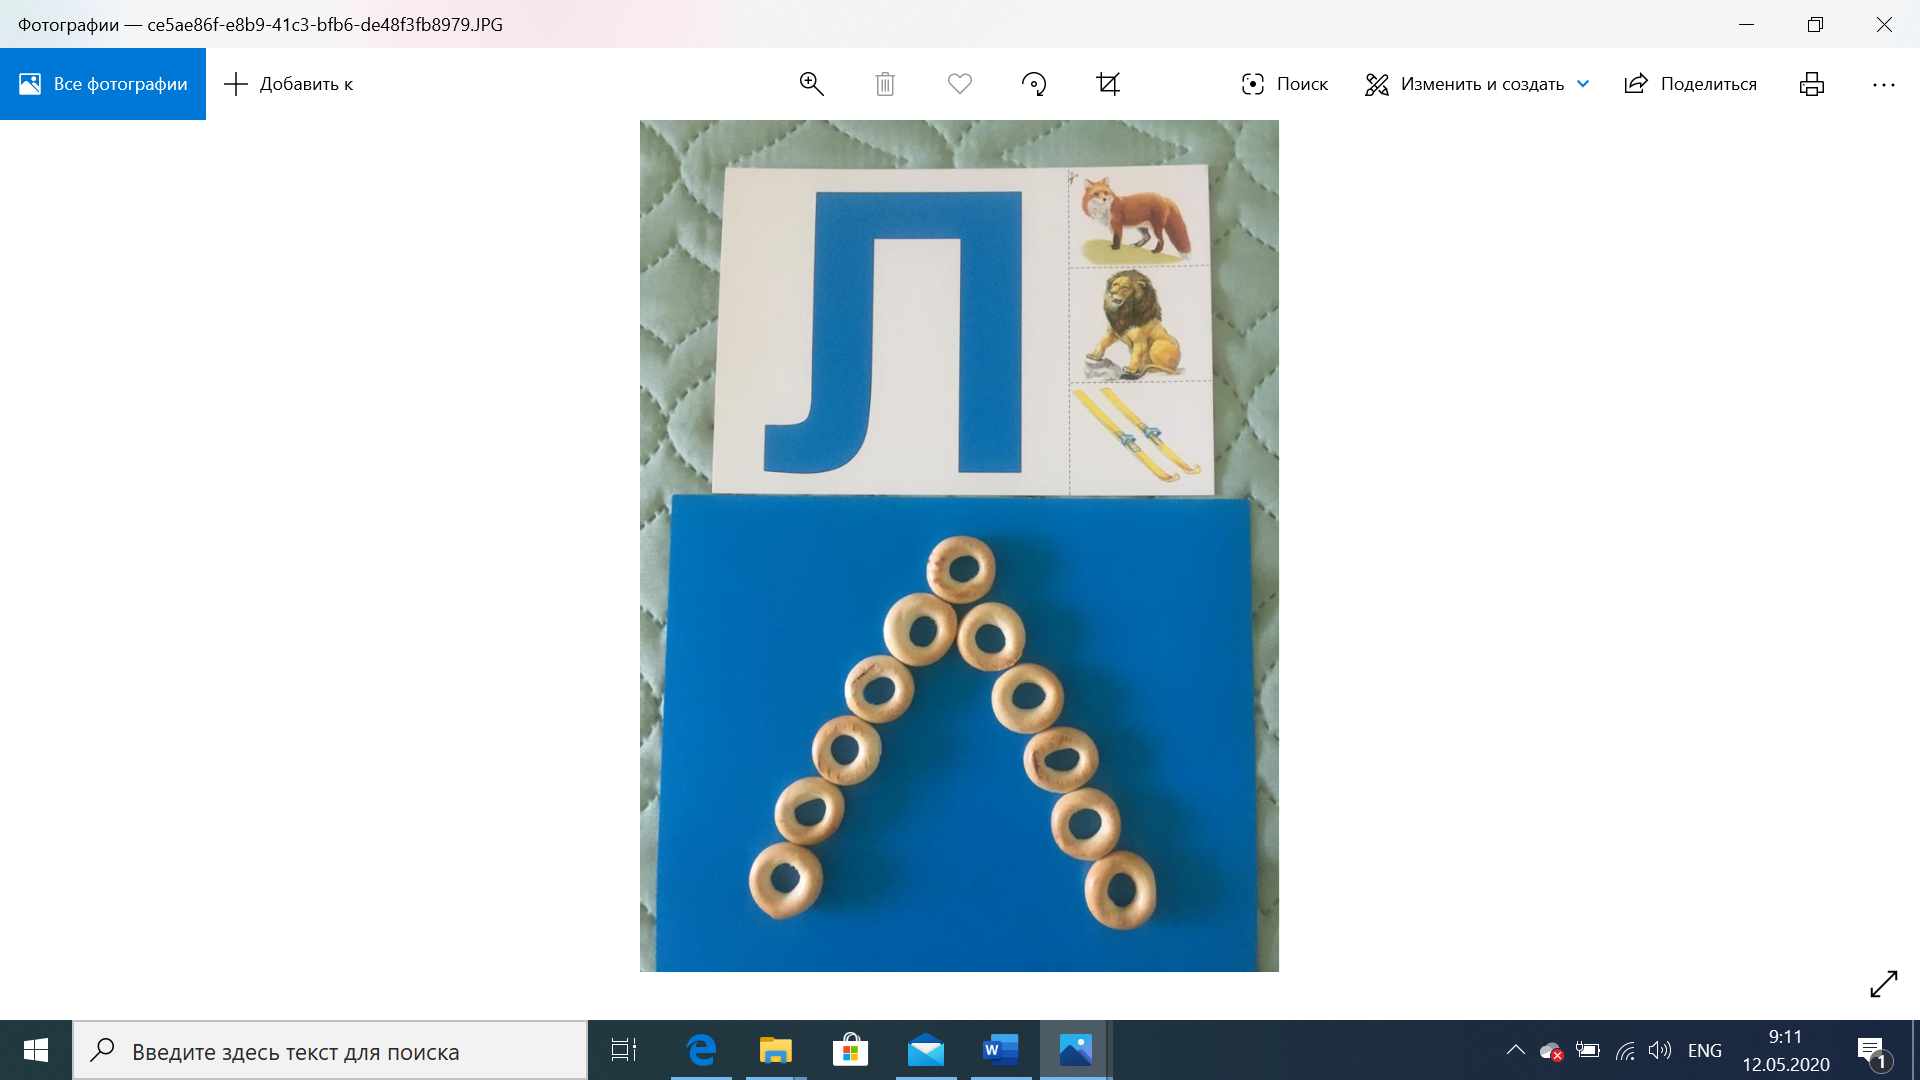 Фотографии — ce5ae86f-e8b9-41c3-bfb6-de48f3fb8979.JPG
Все фотографии
Добавить к
Поиск
Изменить и создать
Поделиться
Л
Л
Введите здесь текст для поиска
W
ENG
9:11
12.05.2020
1